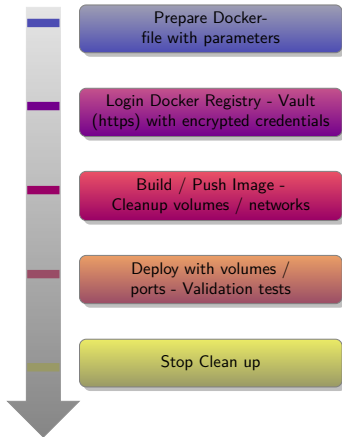 Prepare Docker-
file with parameters
Login Docker Registry - Vault
(https) with encrypted credentials
Build / Push Image -
Cleanup volumes / networks
Deploy with volumes /
ports - Validation tests
Stop Clean up